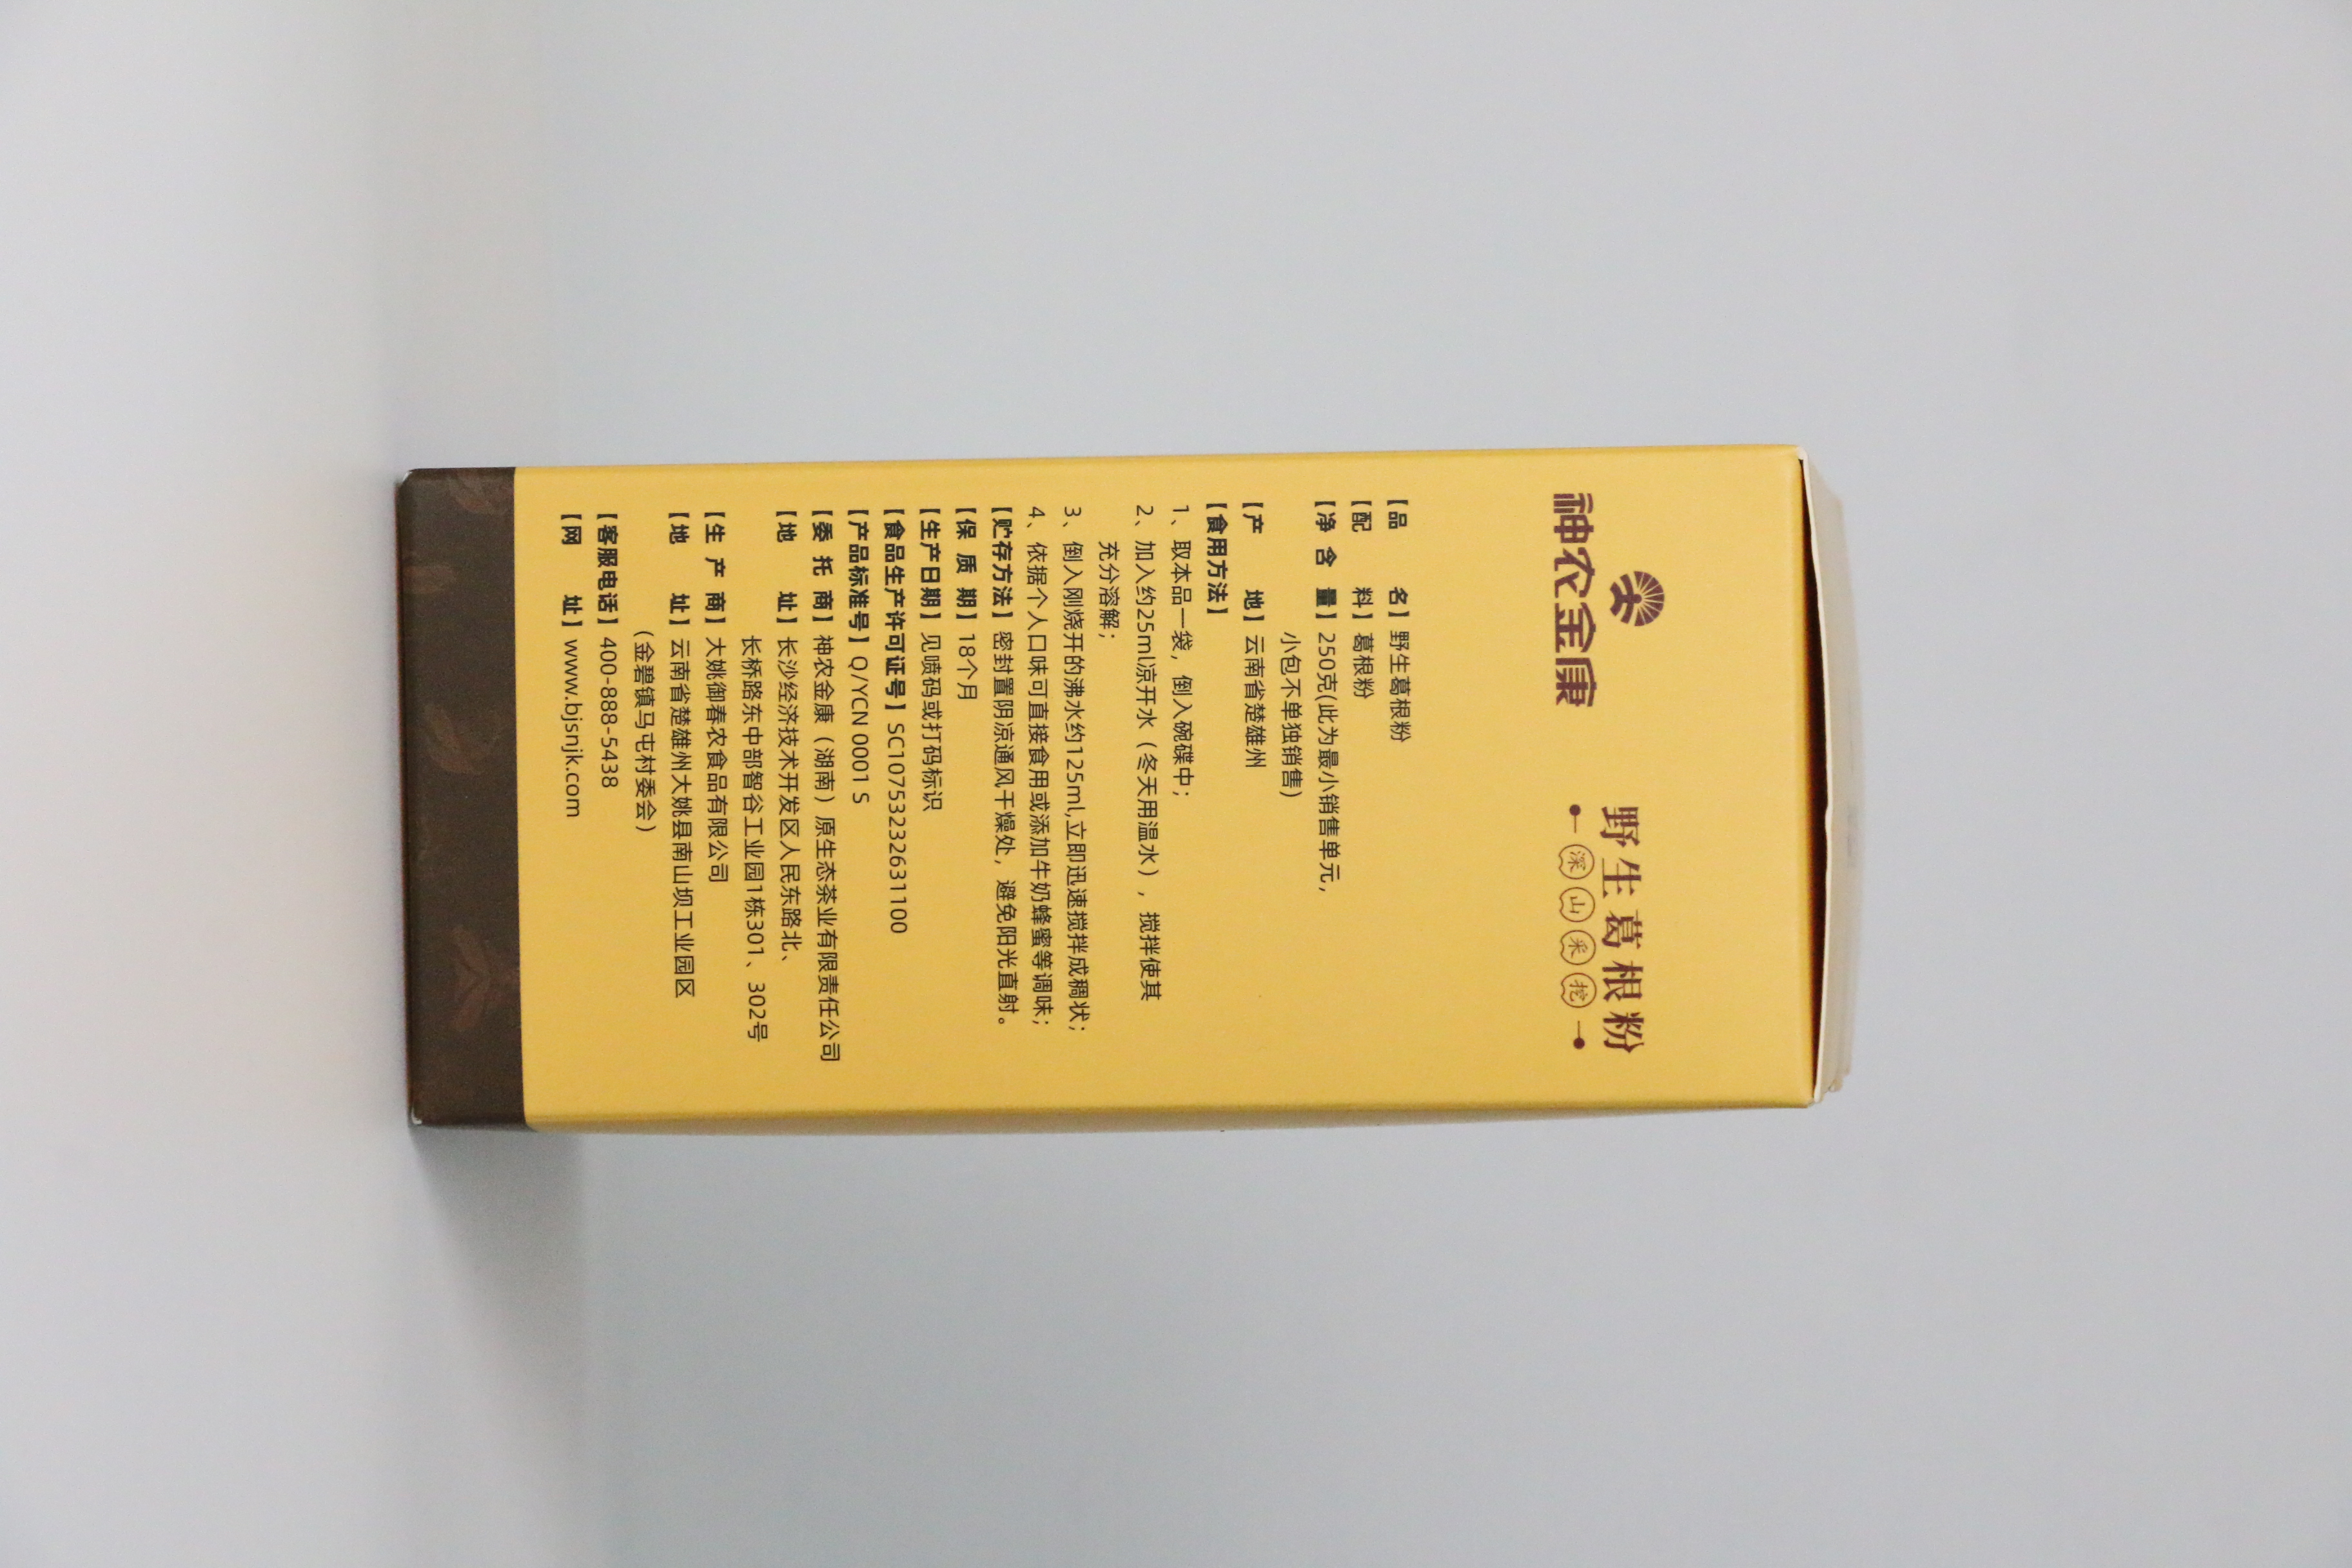 神农金康
野生葛根粉
深山采挖
【品名】野生葛根粉
【配料】葛根粉
【净含量】250克(此为最小销售单元，
小包不单独销售)
【产地】云南省楚雄州
【食用方法】
1、取本品一袋，倒入碗碟中；
2、加入约25ml凉开水（冬天用温水），搅拌使其
充分溶解；
3、倒入刚烧开的沸水约125ml,立即迅速搅拌成稠状；
4、依据个人口味可直接食用或添加牛奶蜂蜜等调味；
【贮存方法】密封置阴凉通风干燥处，避免阳光直射。
【保质期】18个月
【生产日期】见喷码或打码标识
【食品生产许可证号】SC10753232631100
【产品标准号】Q/YCN 0001 S
【委托商】神农金康（湖南）原生态茶业有限责任公司
【地址】长沙经济技术开发区人民东路北、
长桥路东中部智谷工业园1栋301、302号
【生产商】大姚御春农食品有限公司
【地址】云南省楚雄州大姚县南山坝工业园区
(金碧镇马屯村委会)
【客服电话】400-888-5438
【网址】www.bjsnjk.com